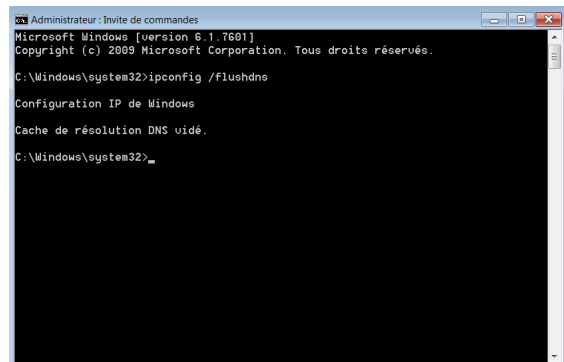 Administrateur : Invite de commandes
Microsoft Windows [version 6.1.7601]
Copyright (c) 2009 Microsoft Corporation. Tous droits réservés.
C:\Windows\system32>ipconfig /flushdns
Configuration IP de Windows
Cache de résolution DNS vidé.
C:\Windows\system32>_